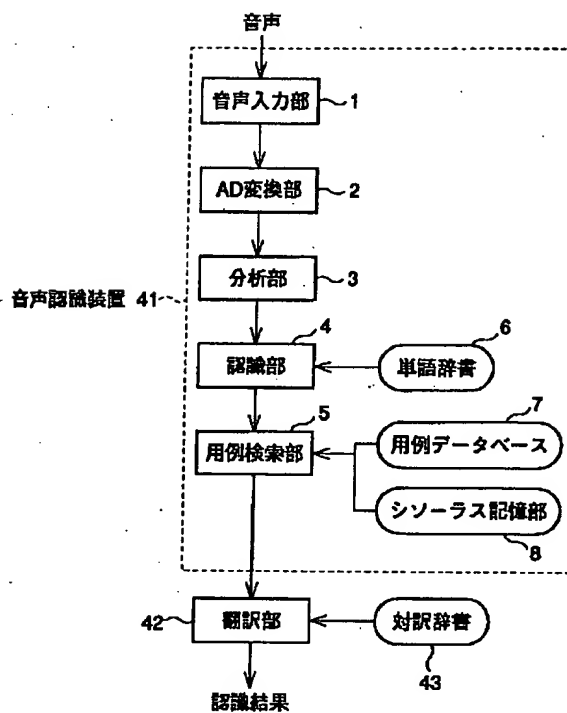 音声
音声入力部 1
AD変換部 2
分析部 3
音声認識装置 41
4
認識部
6
単語辞書
5
用例検索部
7
用例データベース
シソーラス記憶部
8
42 翻訳部
対訳辞書
43
認識結果